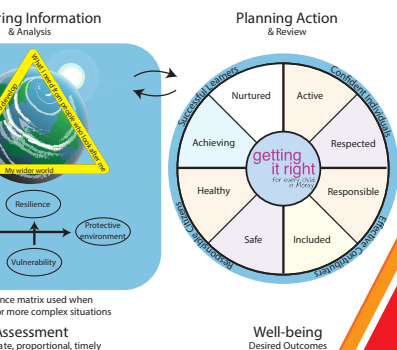 ring Information
& Analysis
What I need from people who look after me
develop
My wider world
Resilience
Protective
environment
Vulnerability
nce matrix used when
or more complex situations
Assessment
ate, proportional, timely
Planning Action
& Review
Successful Learners
Confident Individuals
Nurtured
Active
Achieving
Respected
getting
it right
for every child
in Moray
Healthy
Responsible
Safe
Included
Responsible Citizens
Effective Contributors
Well-being
Desired Outcomes